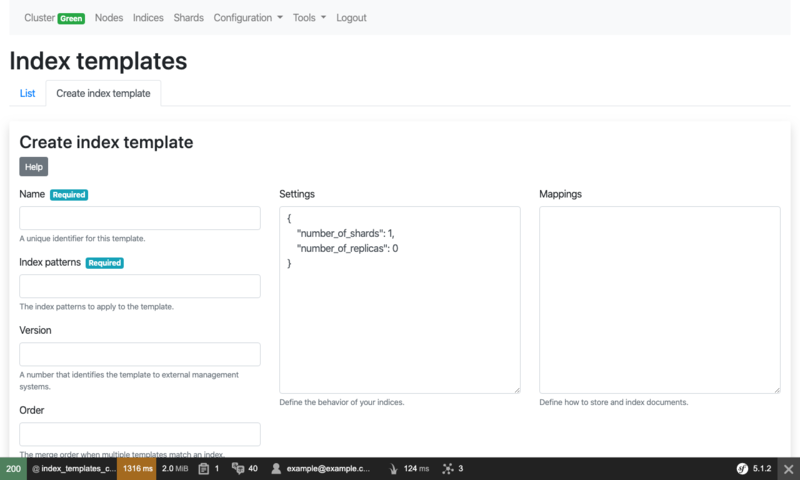 Cluster Green Nodes Indices Shards Configuration Tools Logout
Index templates
List Create index template
Create index template
Help
Name Required
A unique identifier for this template.
Index patterns Required
The index patterns to apply to the template.
Version
A number that identifies the template to external management
systems.
Order
The merge order when multiple templates match an index.
Settings
{
"number_of_shards": 1,
"number_of_replicas": 0
}
Define the behavior of your indices.
Mappings
Define how to store and index documents.
200 @ index_templates_c... 1316 ms 2.0 MiB 1 40 example@example.c... 124 ms 3 sf 5.1.2